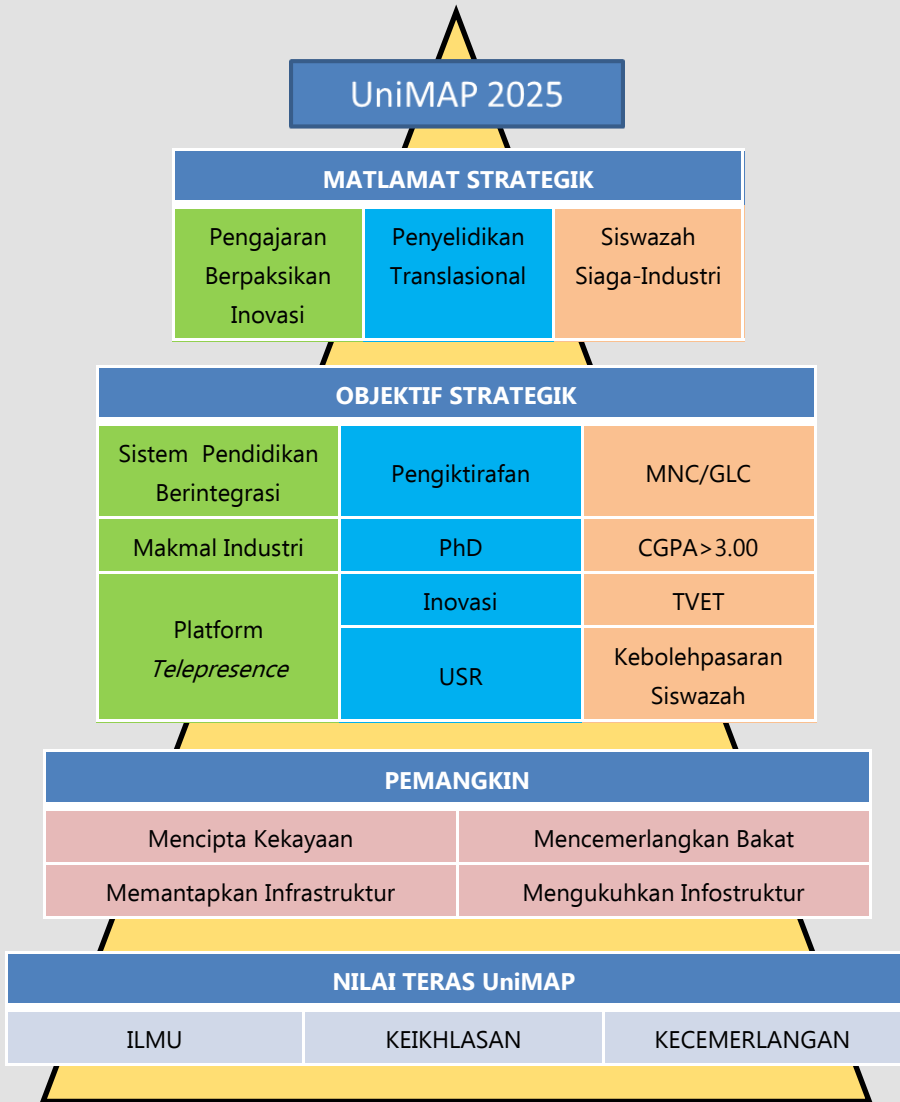 UniMAP 2025
MATLAMAT STRATEGIK
Pengajaran
Berpaksikan
Inovasi
Penyelidikan
Translasional
Siswazah
Siaga-Industri
OBJEKTIF STRATEGIK
Sistem Pendidikan
Berintegrasi
Pengiktirafan
MNC/GLC
Makmal Industri
PhD
CGPA>3.00
Platform
Telepresence
Inovasi
TVET
USR
Kebolehpasaran
Siswazah
PEMANGKIN
Mencipta Kekayaan
Mencemerlangkan Bakat
Memantapkan Infrastruktur
Mengukuhkan Infostruktur
NILAI TERAS UniMAP
ILMU
KEIKHLASAN
KECEMERLANGAN